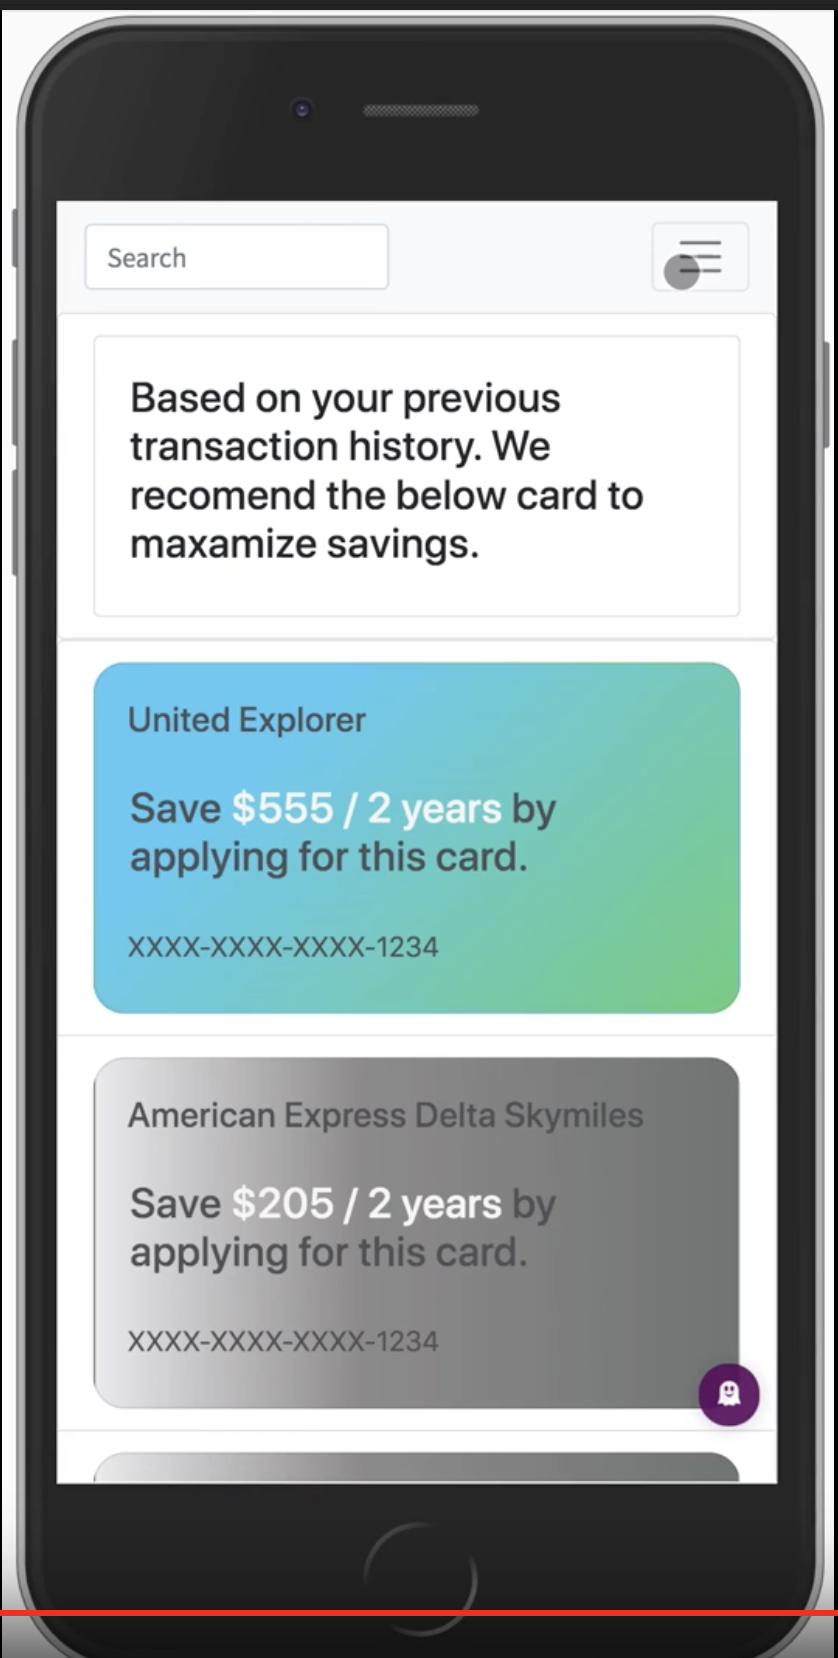 Search
Based on your previous
transaction history. We
recomend the below card to
maxamize savings.
United Explorer
Save $555 / 2 years by
applying for this card.
XXXX-XXXX-XXXX-1234
American Express Delta Skymiles
Save $205 / 2 years by
applying for this card.
XXXX-XXXX-XXXX-1234